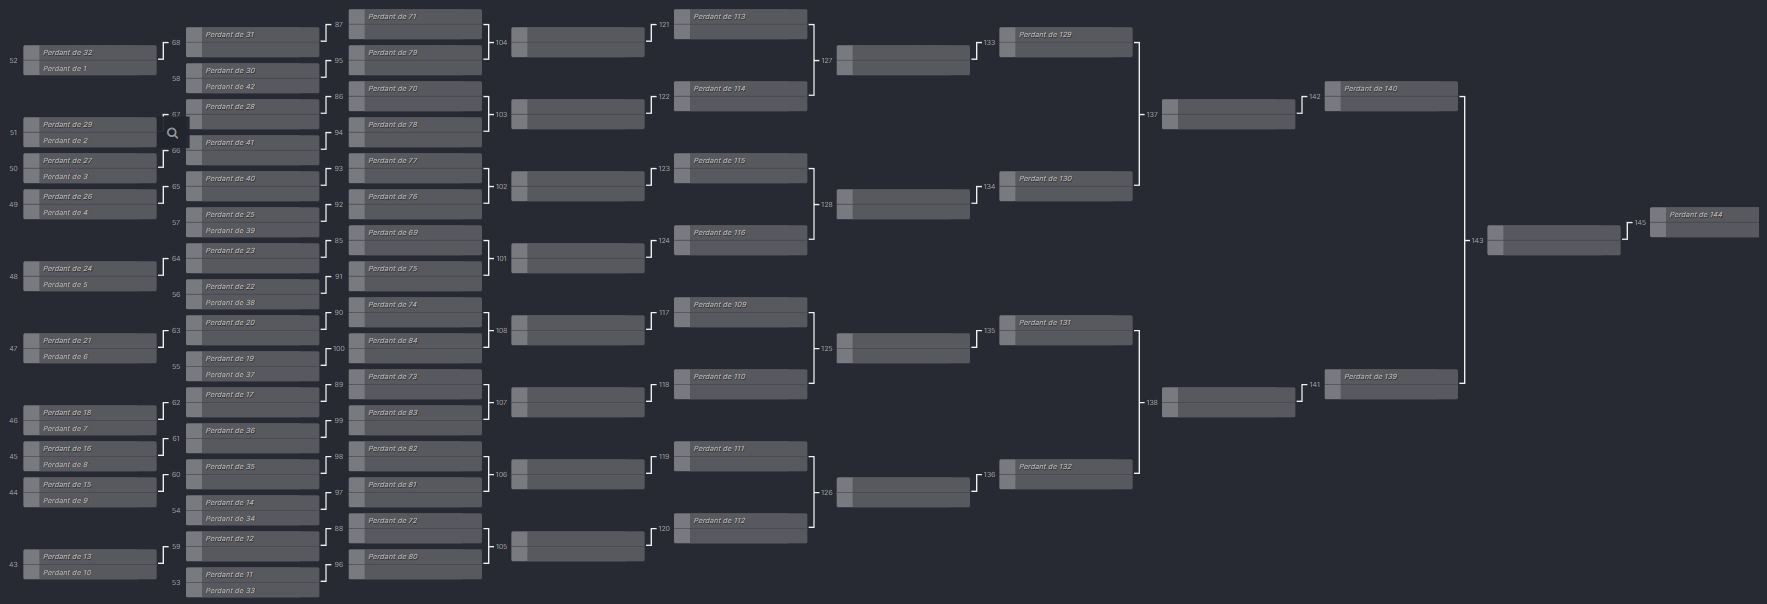 52
Perdant de 32
Perdant de 1
51
Perdant de 29
Perdant de 2
50
Perdant de 27
Perdant de 3
49
Perdant de 26
Perdant de 4
48
Perdant de 24
Perdant de 5
47
Perdant de 21
Perdant de 6
46
Perdant de 18
Perdant de 7
45
Perdant de 16
Perdant de 8
44
Perdant de 15
Perdant de 9
43
Perdant de 13
Perdant de 10
68
Perdant de 31
58
Perdant de 30
Perdant de 42
67
Perdant de 28
66
Perdant de 41
65
Perdant de 40
57
Perdant de 25
Perdant de 39
64
Perdant de 23
56
Perdant de 22
Perdant de 38
63
Perdant de 20
55
Perdant de 19
Perdant de 37
62
Perdant de 17
61
Perdant de 36
60
Perdant de 35
54
Perdant de 14
Perdant de 34
59
Perdant de 12
53
Perdant de 11
Perdant de 33
87
Perdant de 71
95
Perdant de 79
86
Perdant de 70
94
Perdant de 78
93
Perdant de 77
92
Perdant de 76
85
Perdant de 69
91
Perdant de 75
90
Perdant de 74
100
Perdant de 84
89
Perdant de 73
99
Perdant de 83
98
Perdant de 82
97
Perdant de 81
88
Perdant de 72
96
Perdant de 80
104
103
102
101
108
107
106
105
121
Perdant de 113
122
Perdant de 114
123
Perdant de 115
124
Perdant de 116
117
Perdant de 109
118
Perdant de 110
119
Perdant de 111
120
Perdant de 112
127
128
125
126
133
Perdant de 129
134
Perdant de 130
135
Perdant de 131
136
Perdant de 132
137
138
142
Perdant de 140
141
Perdant de 139
143
145
Perdant de 144